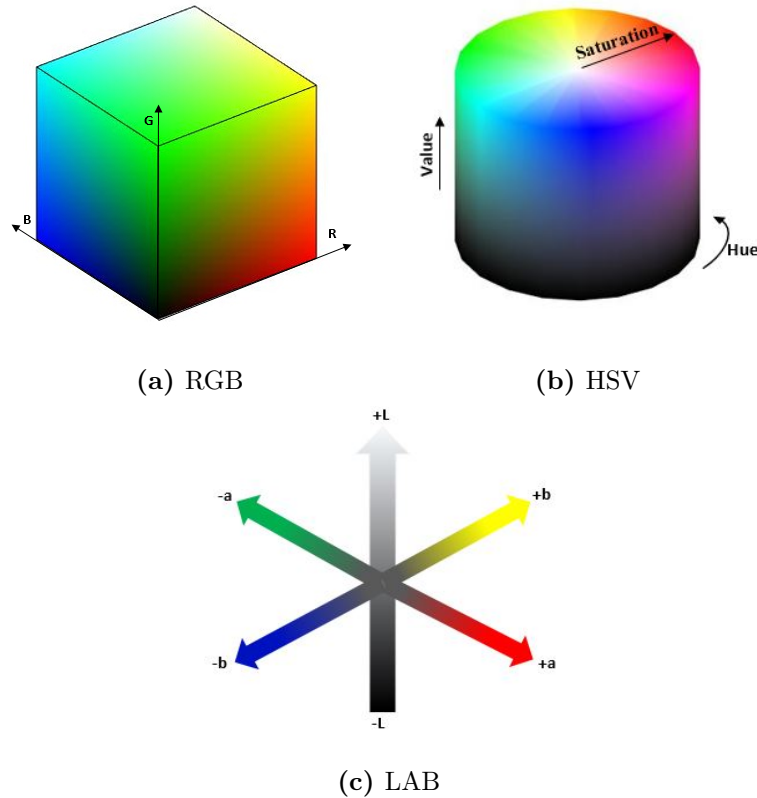 G
B
R
Saturation
Value
Hue
(a) RGB
(b) HSV
+L
-a
+b
-b
+a
-L
(c) LAB